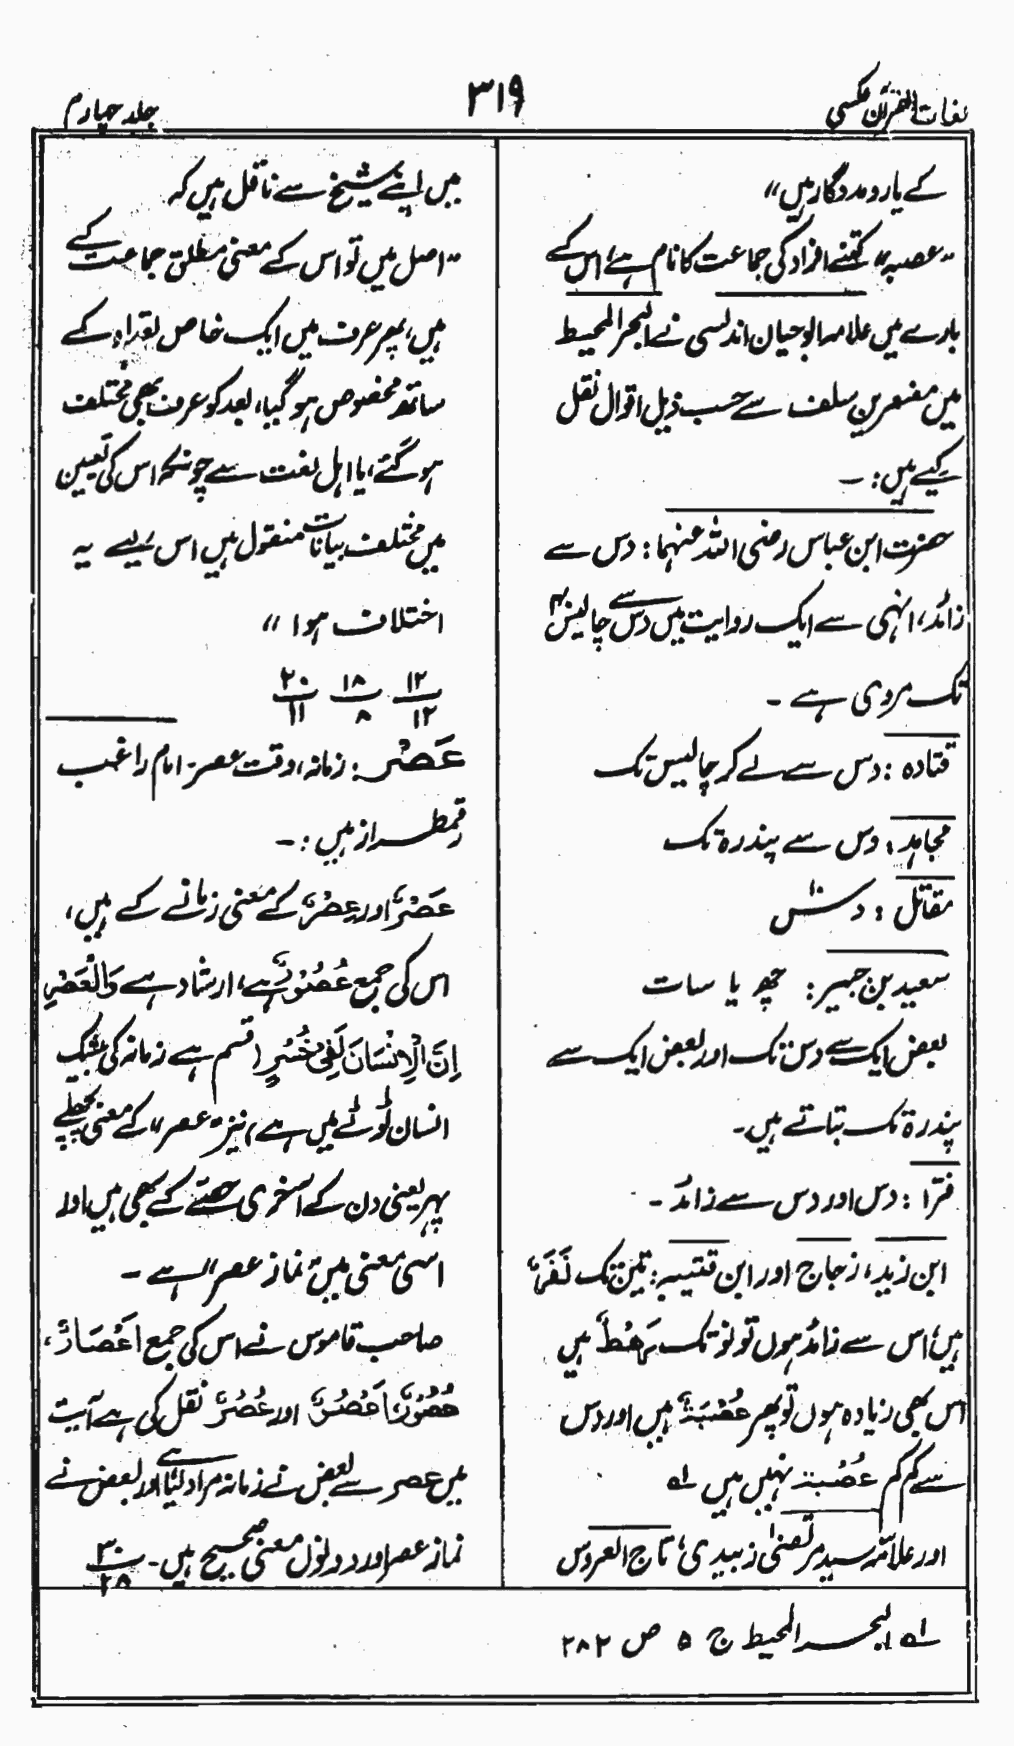 لغات القرآن عکسی
۳۱۹
جلد چہارم
کے یار و مددگار ہیں"
"عصبہ" کتنے افراد کی جماعت کا نام ہے، اس کے
بارے میں علامہ ابو حیان اندلسی نے البحر المحیط
میں مفسرین سلف سے حسب ذیل اقوال نقل
کیے ہیں:۔
حضرت ابن عباس رضی اللہ عنہما: دس سے
زائد، انہی سے ایک روایت میں دس سے چالیس
تک مروی ہے۔
قتادہ: دس سے لے کر چالیس تک
مجاہد: دس سے پندرہ تک
مقاتل: دس
سعید بن جبیر: چھ یا سات
بعض ایک سے دس تک اور بعض ایک سے
پندرہ تک بتاتے ہیں۔
فرّا: دس اور دس سے زائد۔
ابن زید، زجاج اور ابن قتیبہ: تین تک نَفَرٌ
ہیں، اس سے زائد ہوں تو نو تک رَهْطٌ ہیں
اس بھی زیادہ ہوں تو پھر عُصْبَةٌ ہیں اور دس
سے کم کم عُصْبَة نہیں ہیں لہ
اور علامہ سید مرتضیٰ زبیدی، تاج العروس
میں اپنے شیخ سے ناقل ہیں کہ
"اصل میں تو اس کے معنی مطلق جماعت کے
ہیں، پھر عرف میں ایک خاص تعداد کے
ساتھ مخصوص ہو گیا، بعد کو عرف بھی مختلف
ہو گئے، یا اہل لغت سے چونکہ اس کی تعیین
میں مختلف بیانات منقول ہیں اس لیے یہ
اختلاف ہوا"
۱۲/۱۲ ۱۸/۸ ۲۰/۱۱
عَصْر: زمانہ، وقت عصر۔ امام راغب
رقمطراز ہیں:۔
عَصْرٌ اور عِصْرٌ کے معنی زمانے کے ہیں،
اس کی جمع عُصُوْرٌ ہے، ارشاد ہے وَالْعَصْرِ
اِنَّ الْاِنْسَانَ لَفِیْ خُسْرٍ (قسم ہے زمانہ کی بیشک
انسان ٹوٹے میں ہے) نیز "عصر" کے معنی پچھلے
پہر یعنی دن کے آخری حصے کے بھی ہیں اور
اسی معنی میں "نماز عصر" ہے۔
صاحب قاموس نے اس کی جمع اَعْصَارٌ،
عُصُوْرٌ اَعْصُرٌ اور عُصُرٌ نقل کی ہے آیت
میں عصر سے بعض نے زمانہ مراد لیا ہے اور بعض نے
نماز عصر اور دونوں معنی صحیح ہیں۔ ۳۰/۲۸
لہ البحر المحیط ج ۵ ص ۲۸۲